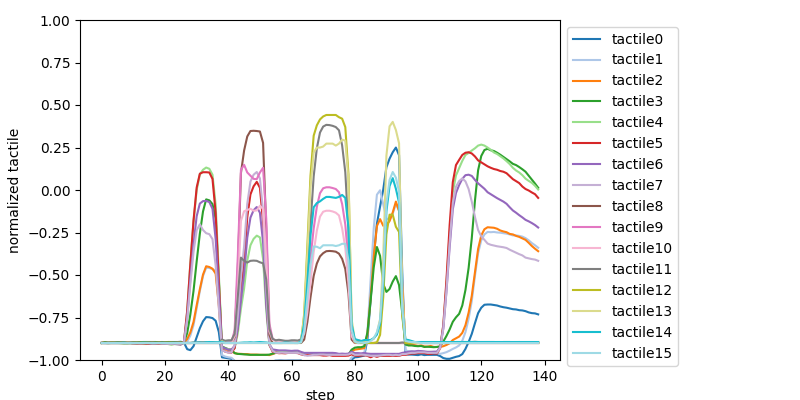 1.00
0.75
0.50
0.25
0.00
−0.25
−0.50
−0.75
−1.00
normalized tactile
0 20 40 60 80 100 120 140
step
tactile0
tactile1
tactile2
tactile3
tactile4
tactile5
tactile6
tactile7
tactile8
tactile9
tactile10
tactile11
tactile12
tactile13
tactile14
tactile15